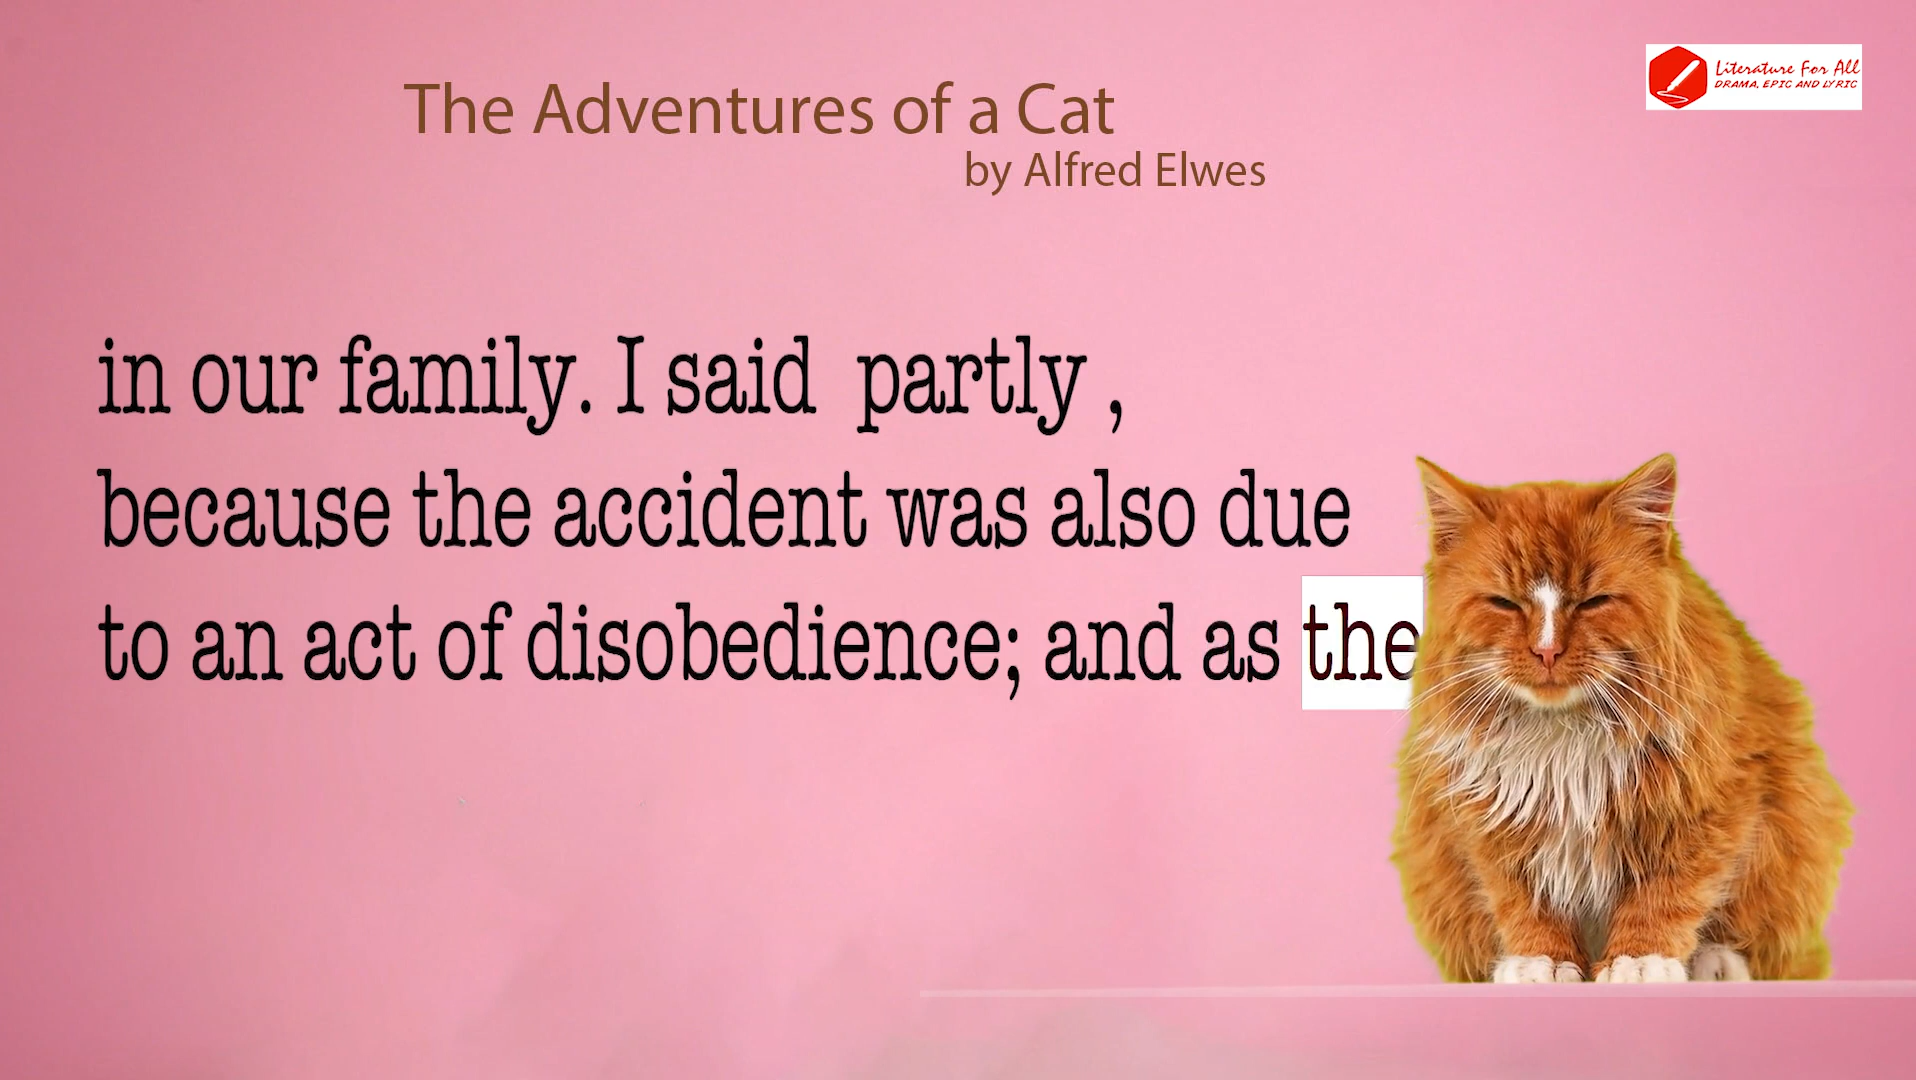 The Adventures of a Cat
by Alfred Elwes
Literature For All
DRAMA, EPIC AND LYRIC
in our family. I said  partly ,
because the accident was also due
to an act of disobedience; and as the